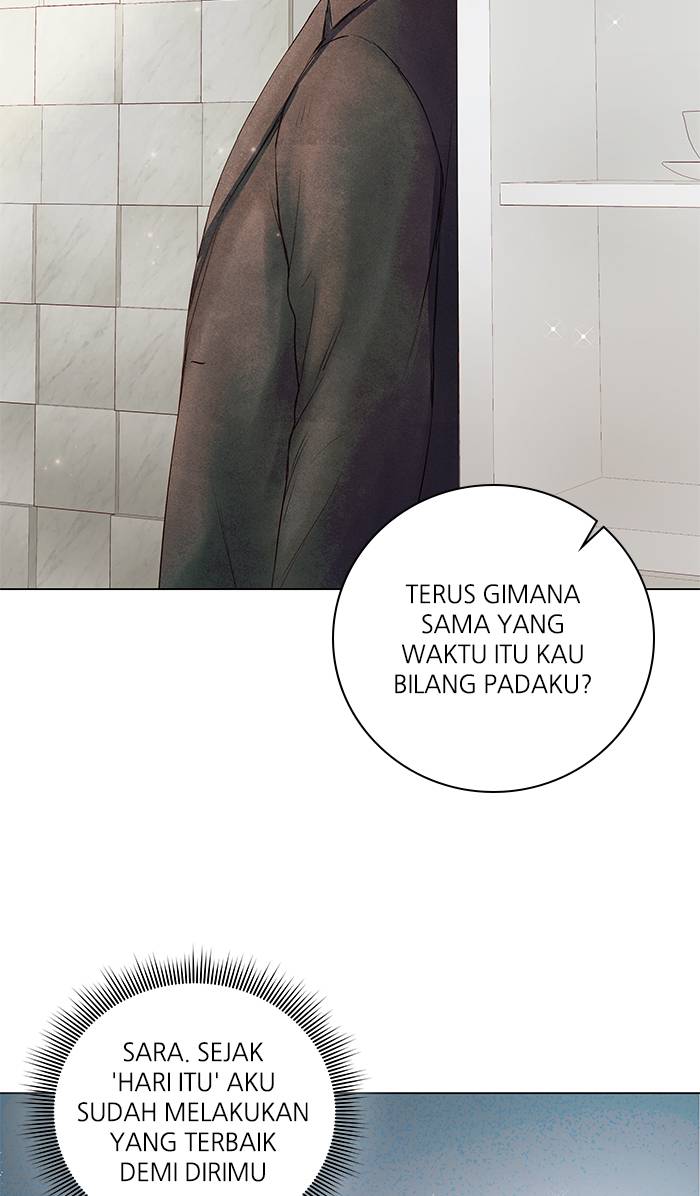 TERUS GIMANA
SAMA YANG
WAKTU ITU KAU
BILANG PADAKU?
SARA. SEJAK
'HARI ITU' AKU
SUDAH MELAKUKAN
YANG TERBAIK
DEMI DIRIMU